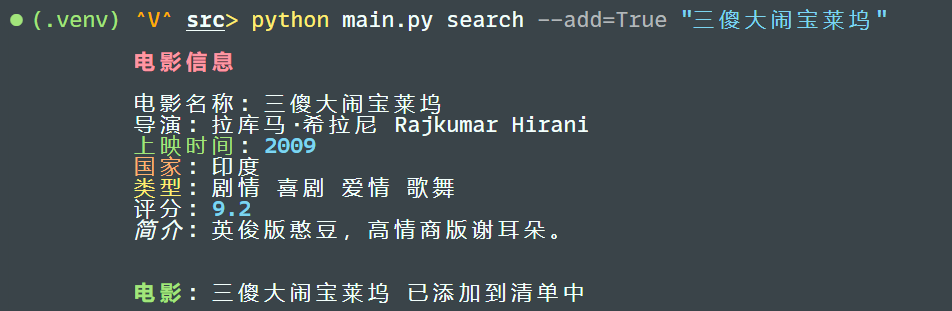 (.venv) ^V^ src> python main.py search --add=True "三傻大闹宝莱坞"
电影信息
电影名称: 三傻大闹宝莱坞
导演: 拉库马·希拉尼 Rajkumar Hirani
上映时间: 2009
国家: 印度
类型: 剧情 喜剧 爱情 歌舞
评分: 9.2
简介: 英俊版憨豆, 高情商版谢耳朵。
电影: 三傻大闹宝莱坞 已添加到清单中